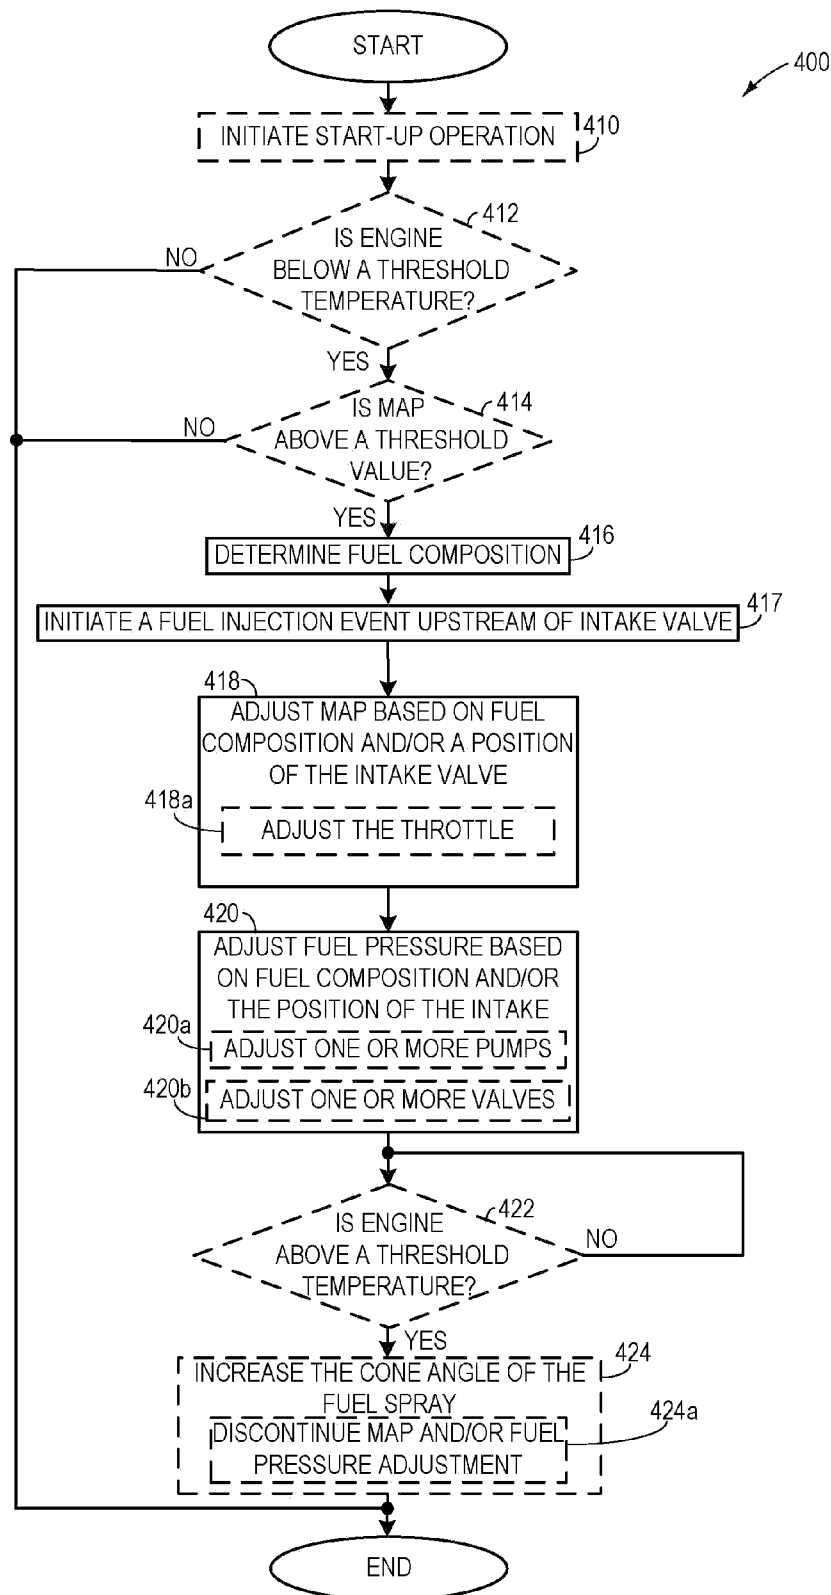 START
400
INITIATE START-UP OPERATION
410
412
IS ENGINE
BELOW A THRESHOLD
TEMPERATURE?
NO
YES
414
IS MAP
ABOVE A THRESHOLD
VALUE?
NO
YES
416
DETERMINE FUEL COMPOSITION
417
INITIATE A FUEL INJECTION EVENT UPSTREAM OF INTAKE VALVE
418
ADJUST MAP BASED ON FUEL
COMPOSITION AND/OR A POSITION
OF THE INTAKE VALVE
418a
ADJUST THE THROTTLE
420
ADJUST FUEL PRESSURE BASED
ON FUEL COMPOSITION AND/OR
THE POSITION OF THE INTAKE
420a
ADJUST ONE OR MORE PUMPS
420b
ADJUST ONE OR MORE VALVES
422
IS ENGINE
ABOVE A THRESHOLD
TEMPERATURE?
NO
YES
424
INCREASE THE CONE ANGLE OF THE
FUEL SPRAY
424a
DISCONTINUE MAP AND/OR FUEL
PRESSURE ADJUSTMENT
END